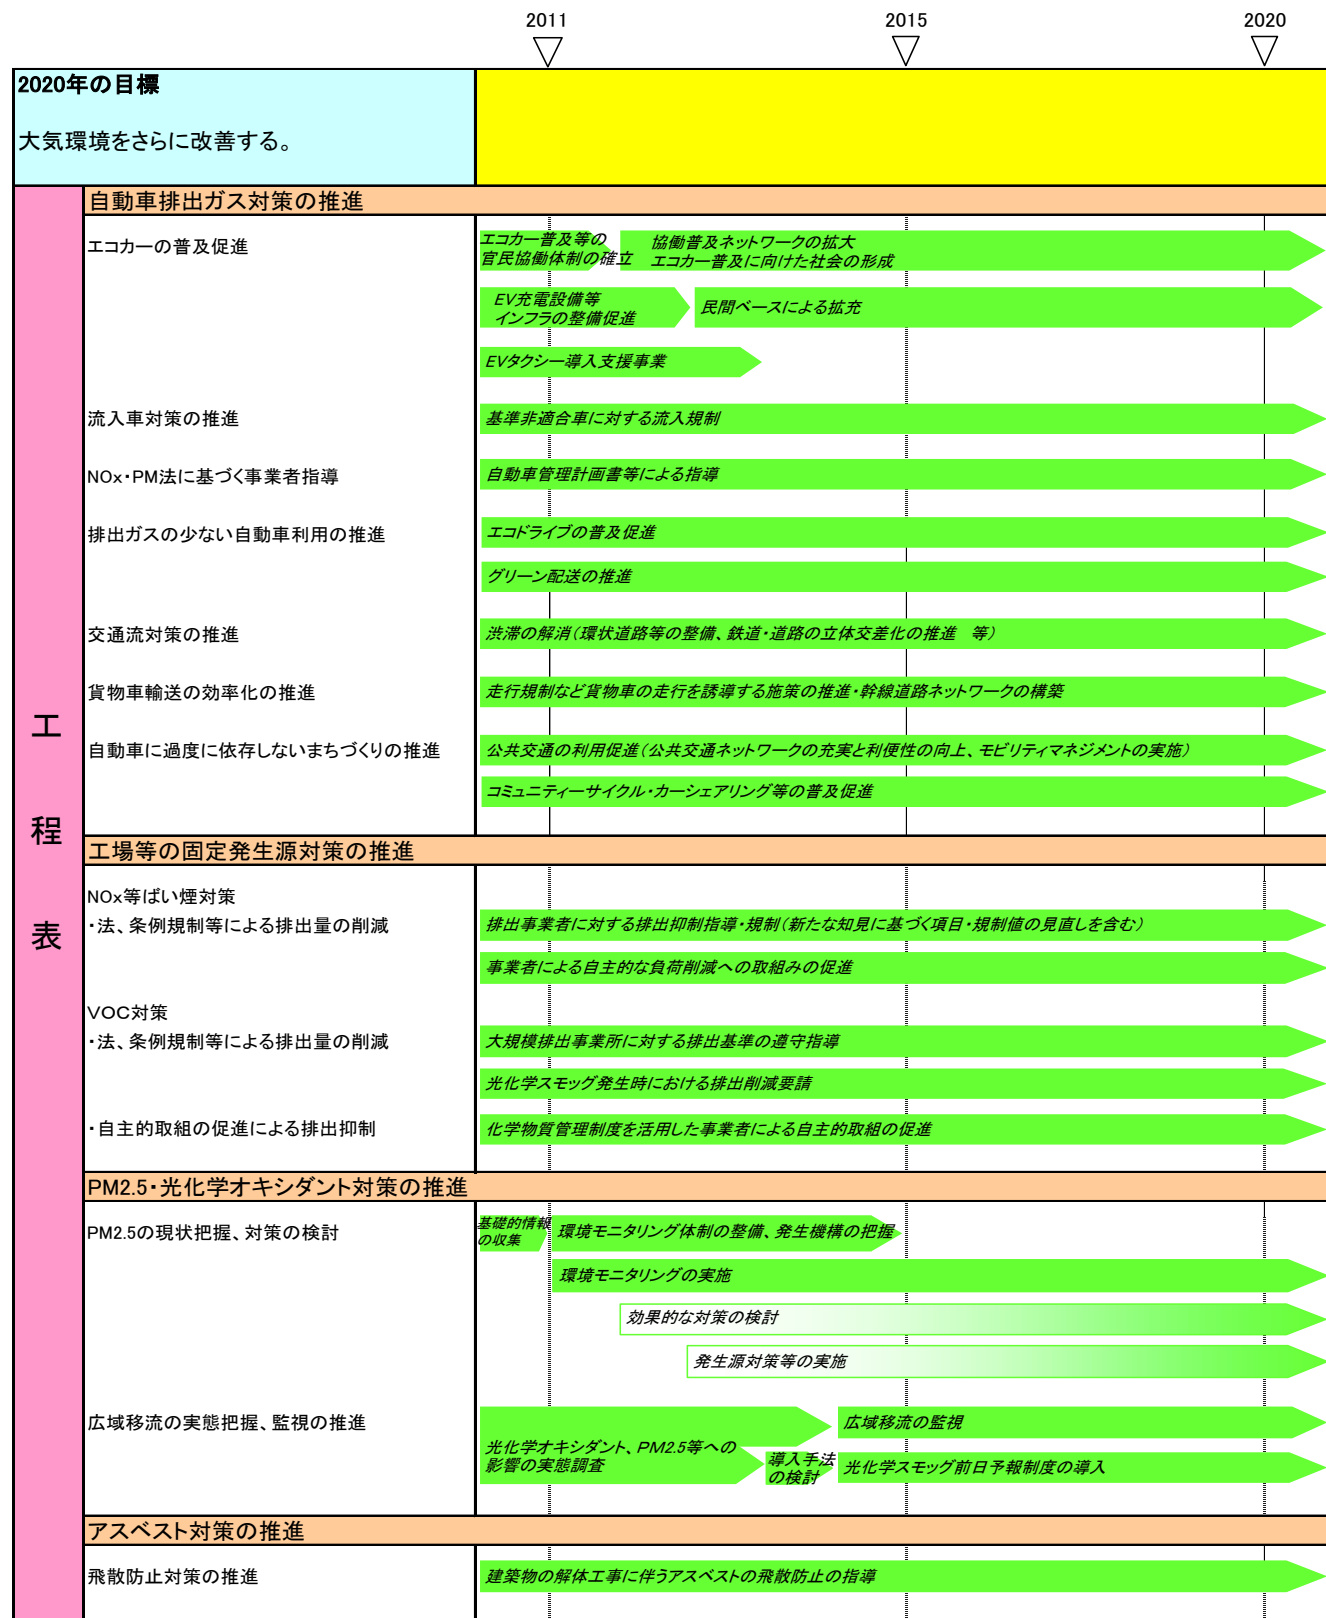 2011
2015
2020
2020年の目標
大気環境をさらに改善する。
工程表
自動車排出ガス対策の推進
エコカーの普及促進
エコカー普及等の
官民協働体制の確立
協働普及ネットワークの拡大
エコカー普及に向けた社会の形成
EV充電設備等
インフラの整備促進
民間ベースによる拡充
EVタクシー導入支援事業
流入車対策の推進
基準非適合車に対する流入規制
NOx・PM法に基づく事業者指導
自動車管理計画書等による指導
排出ガスの少ない自動車利用の推進
エコドライブの普及促進
グリーン配送の推進
交通流対策の推進
渋滞の解消(環状道路等の整備、鉄道・道路の立体交差化の推進　等)
貨物車輸送の効率化の推進
走行規制など貨物車の走行を誘導する施策の推進・幹線道路ネットワークの構築
自動車に過度に依存しないまちづくりの推進
公共交通の利用促進(公共交通ネットワークの充実と利便性の向上、モビリティマネジメントの実施)
コミュニティーサイクル・カーシェアリング等の普及促進
工場等の固定発生源対策の推進
NOx等ばい煙対策
・法、条例規制等による排出量の削減
排出事業者に対する排出抑制指導・規制(新たな知見に基づく項目・規制値の見直しを含む)
事業者による自主的な負荷削減への取組みの促進
VOC対策
・法、条例規制等による排出量の削減
大規模排出事業所に対する排出基準の遵守指導
光化学スモッグ発生時における排出削減要請
・自主的取組の促進による排出抑制
化学物質管理制度を活用した事業者による自主的取組の促進
PM2.5・光化学オキシダント対策の推進
PM2.5の現状把握、対策の検討
基礎的情報
の収集
環境モニタリング体制の整備、発生機構の把握
環境モニタリングの実施
効果的な対策の検討
発生源対策等の実施
広域移流の実態把握、監視の推進
光化学オキシダント、PM2.5等への
影響の実態調査
広域移流の監視
導入手法
の検討
光化学スモッグ前日予報制度の導入
アスベスト対策の推進
飛散防止対策の推進
建築物の解体工事に伴うアスベストの飛散防止の指導